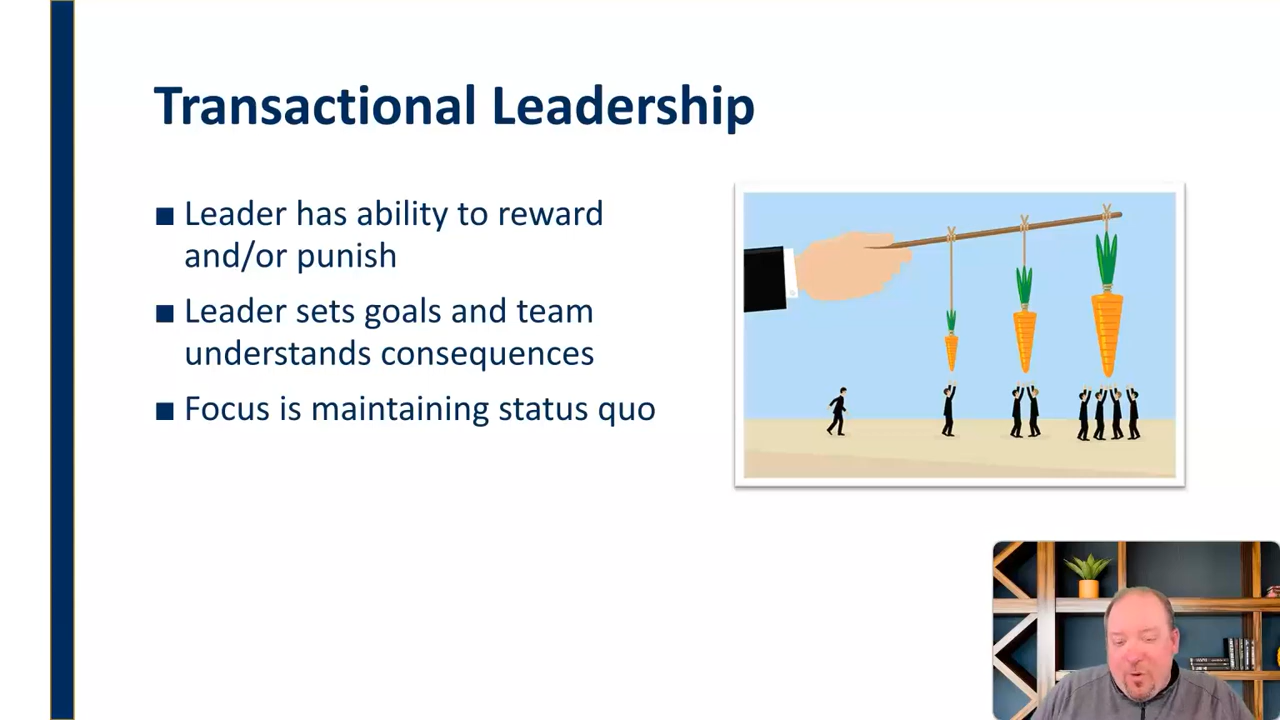 Transactional Leadership
■ Leader has ability to reward
and/or punish
■ Leader sets goals and team
understands consequences
■ Focus is maintaining status quo